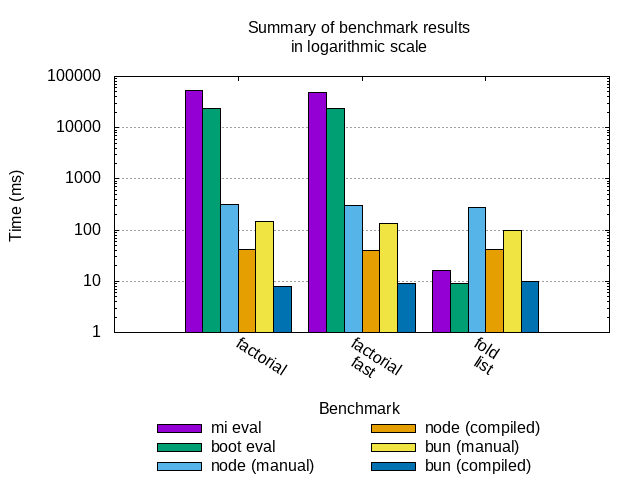 Summary of benchmark results
in logarithmic scale
100000
10000
1000
100
10
1
Time (ms)
factorial
factorial
fast
fold
list
Benchmark
mi eval
boot eval
node (manual)
node (compiled)
bun (manual)
bun (compiled)